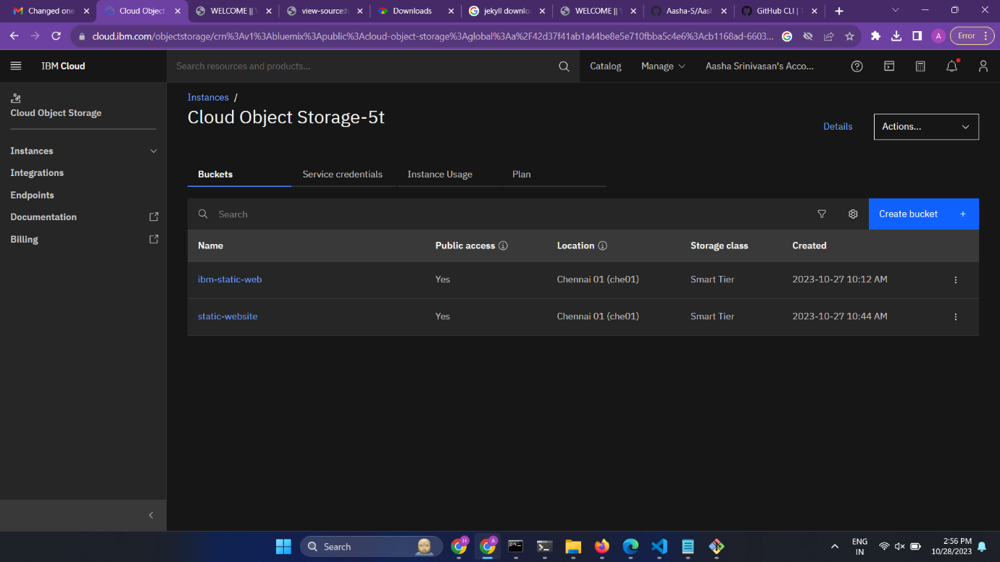 Changed one
Cloud Object
WELCOME ||
view-source:h
Downloads
jekyll downlo
WELCOME ||
Aasha-S/Aash
GitHub CLI | T
cloud.ibm.com/objectstorage/crn%3Av1%3Abluemix%3Apublic%3Acloud-object-storage%3Aglobal%3Aa%2F42d37f41ab1a44be8e5e710fbba5c4e6%3Acb1168ad-6603...
A
Error
IBM Cloud
Search resources and products...
Catalog
Manage
Aasha Srinivasan's Acco...
Cloud Object Storage
Instances
Integrations
Endpoints
Documentation
Billing
Instances /
Cloud Object Storage-5t
Details
Actions...
Buckets
Service credentials
Instance Usage
Plan
Search
Create bucket +
Name Public access Location Storage class Created
ibm-static-web Yes Chennai 01 (che01) Smart Tier 2023-10-27 10:12 AM
static-website Yes Chennai 01 (che01) Smart Tier 2023-10-27 10:44 AM
Search
H
A
ENG
IN
2:56 PM
10/28/2023